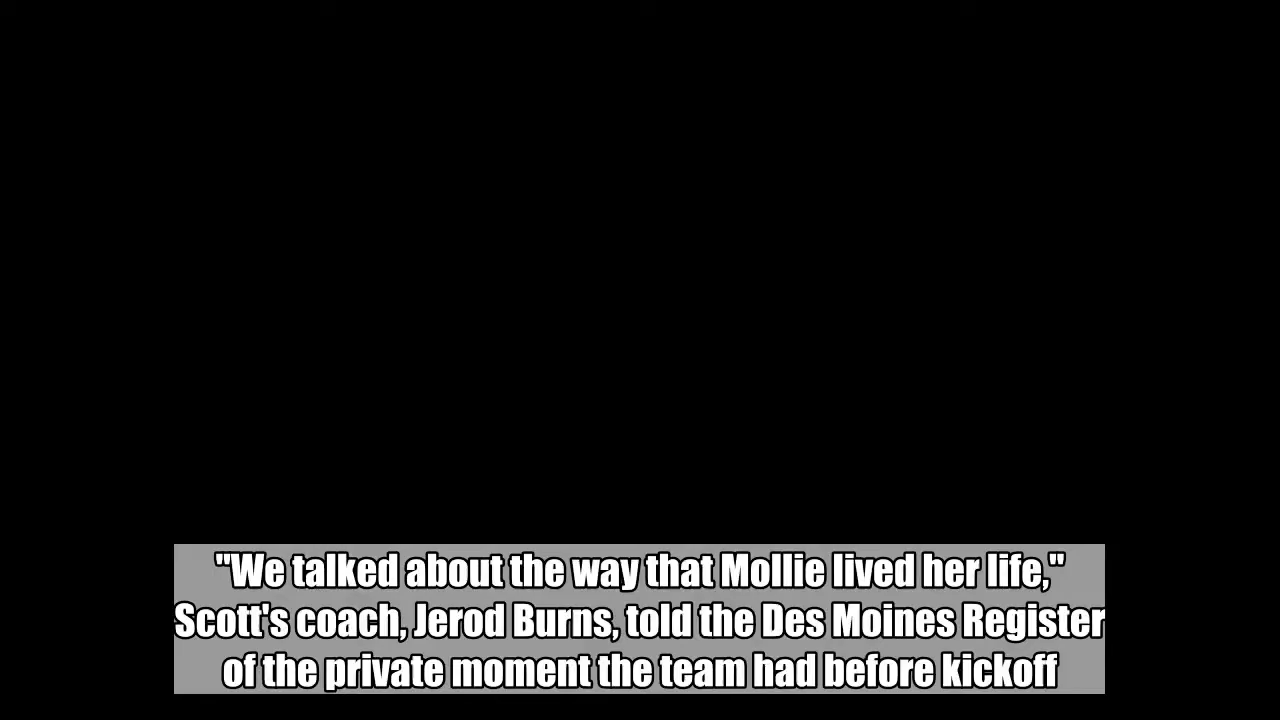 "We talked about the way that Mollie lived her life,"
Scott's coach, Jerod Burns, told the Des Moines Register
of the private moment the team had before kickoff